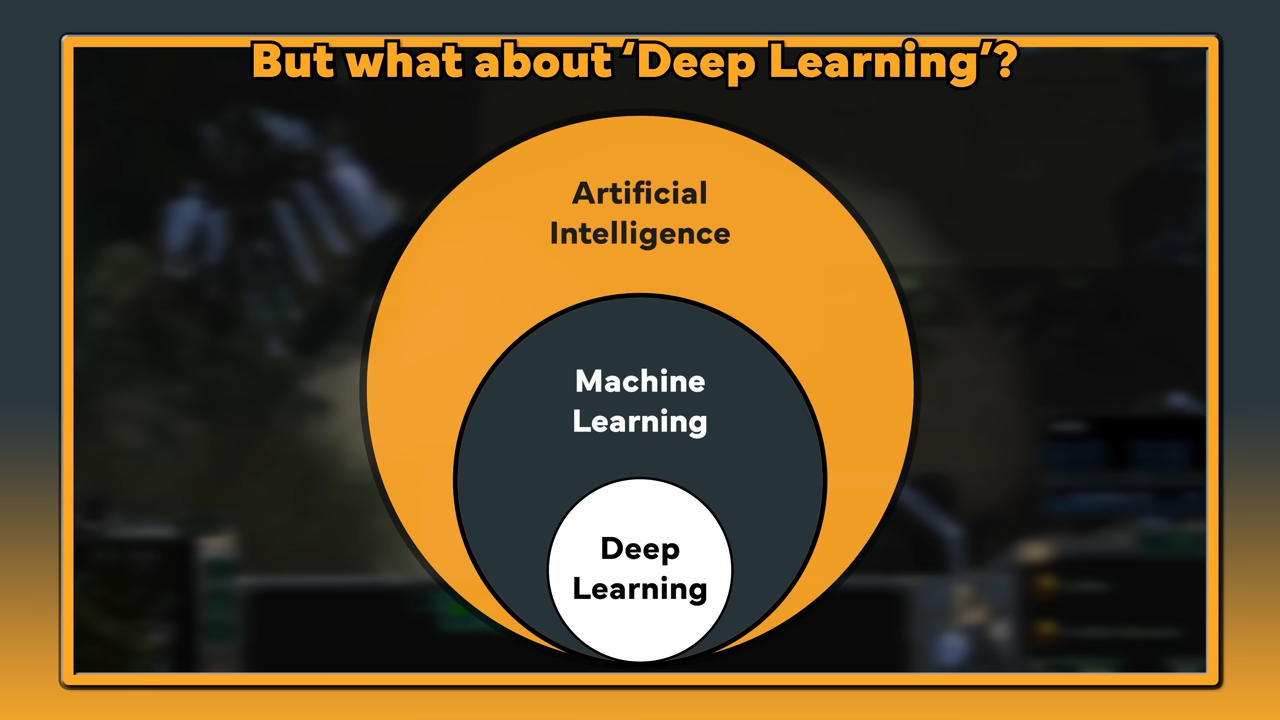 But what about ‘Deep Learning’?
Artificial
Intelligence
Machine
Learning
Deep
Learning